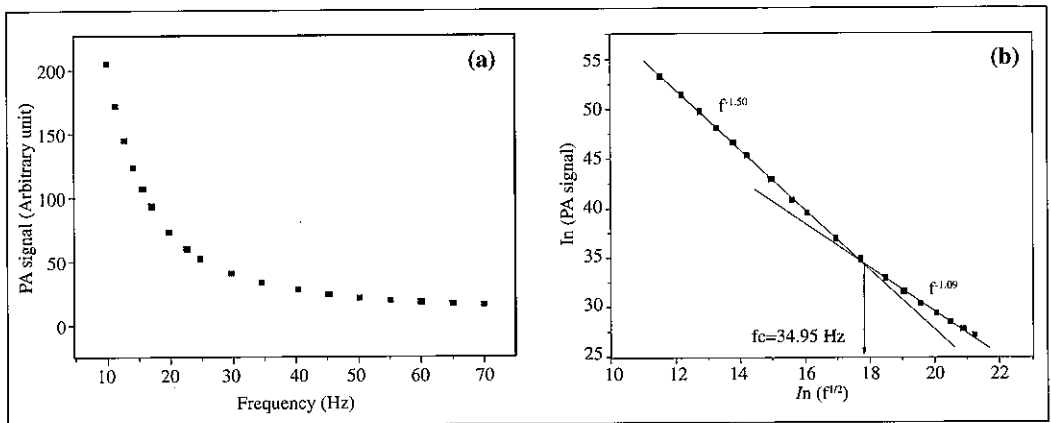 (a)
PA signal (Arbitrary unit)
200
150
100
50
0
10 20 30 40 50 60 70
Frequency (Hz)
(b)
ln (PA signal)
55
50
45
40
35
30
25
f-1.50
f-1.09
fc=34.95 Hz
10 12 14 16 18 20 22
ln (f1/2)